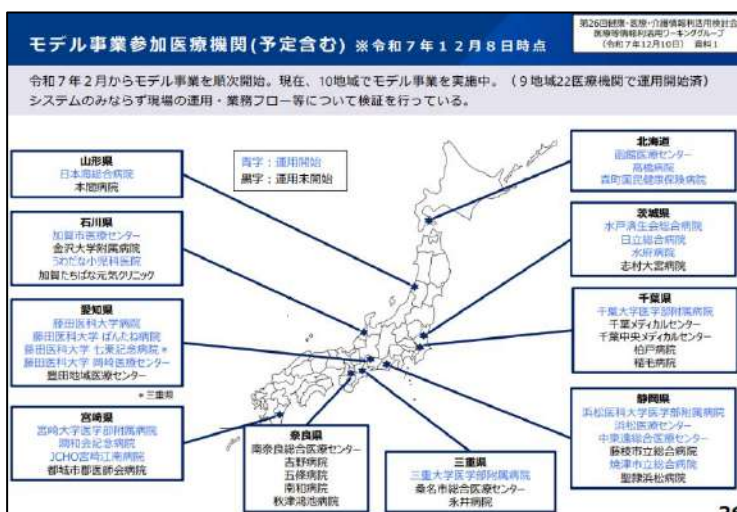 モデル事業参加医療機関(予定含む) ※令和7年12月8日時点
第26回健康・医療・介護情報利活用検討会
医療等情報利活用ワーキンググループ
(令和7年12月10日) 資料1
令和7年2月からモデル事業を順次開始。現在、10地域でモデル事業を実施中。(9地域22医療機関で運用開始済)
システムのみならず現場の運用・業務フロー等について検証を行っている。
青字:運用開始
黒字:運用未開始
山形県
日本海総合病院
本間病院
石川県
加賀市医療センター
金沢大学附属病院
うわだな小児科医院
加賀たちばな元気クリニック
愛知県
藤田医科大学病院
藤田医科大学 ばんたね病院
藤田医科大学 七栗記念病院※
藤田医科大学 岡崎医療センター
豊田地域医療センター
※三重県
宮崎県
宮崎大学医学部附属病院
潤和会記念病院
JCHO宮崎江南病院
都城市郡医師会病院
奈良県
南奈良総合医療センター
吉野病院
五條病院
南和病院
秋津鴻池病院
三重県
三重大学医学部附属病院
桑名市総合医療センター
永井病院
北海道
函館医療センター
高橋病院
森町国民健康保険病院
茨城県
水戸済生会総合病院
日立総合病院
水府病院
志村大宮病院
千葉県
千葉大学医学部附属病院
千葉メディカルセンター
千葉中央メディカルセンター
柏戸病院
稲毛病院
静岡県
浜松医科大学医学部附属病院
浜松医療センター
中東遠総合医療センター
藤枝市立総合病院
焼津市立総合病院
聖隷浜松病院